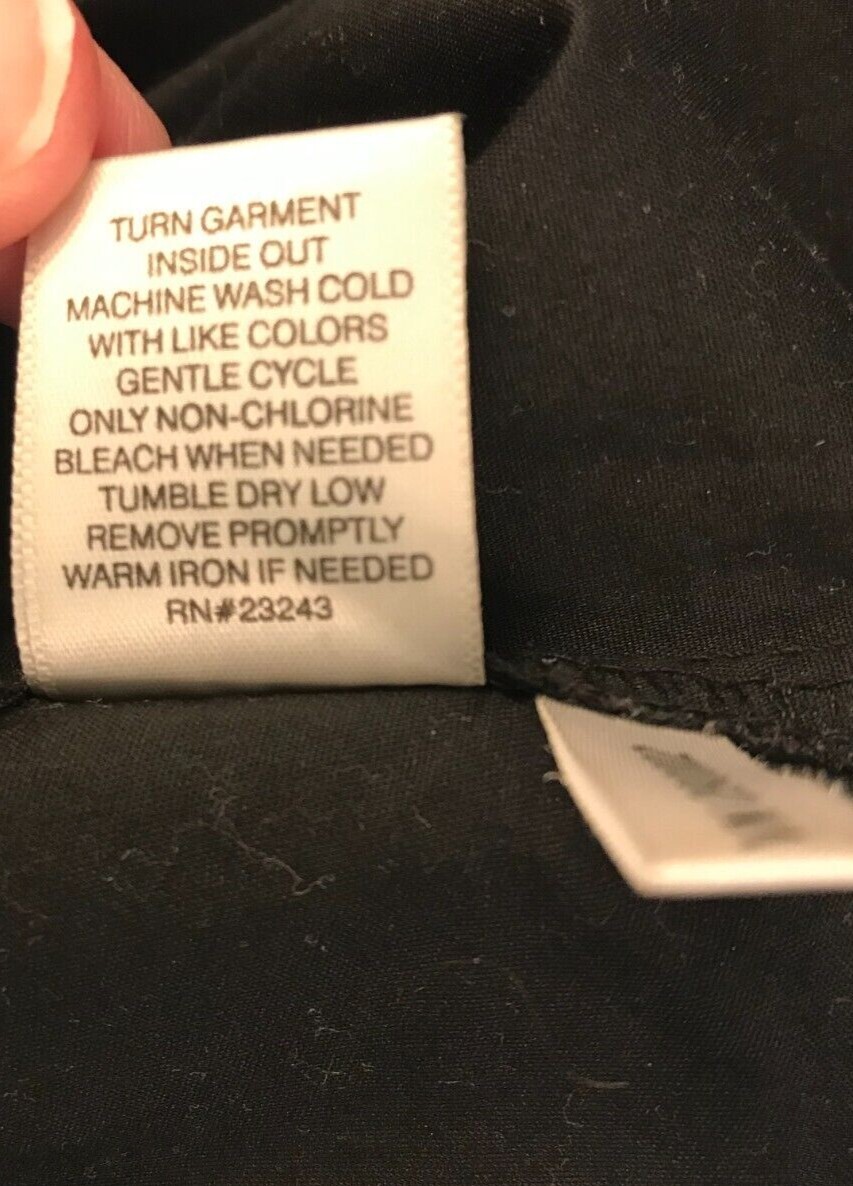 TURN GARMENT
INSIDE OUT
MACHINE WASH COLD
WITH LIKE COLORS
GENTLE CYCLE
ONLY NON-CHLORINE
BLEACH WHEN NEEDED
TUMBLE DRY LOW
REMOVE PROMPTLY
WARM IRON IF NEEDED
RN#23243